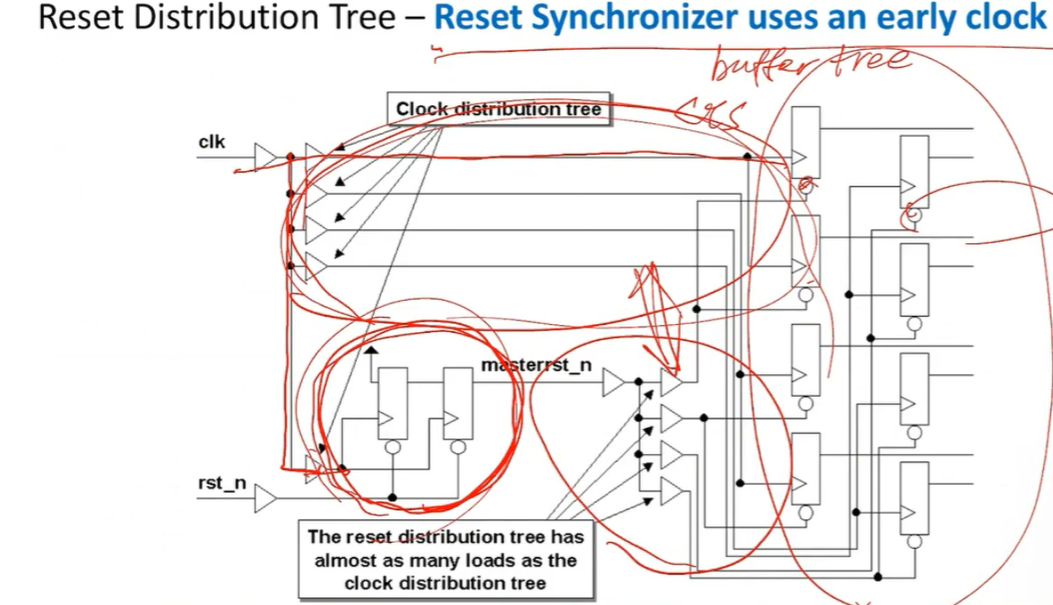 Reset Distribution Tree – Reset Synchronizer uses an early clock
buffer tree
Clock distribution tree
clk
masterrst_n
rst_n
The reset distribution tree has
almost as many loads as the
clock distribution tree